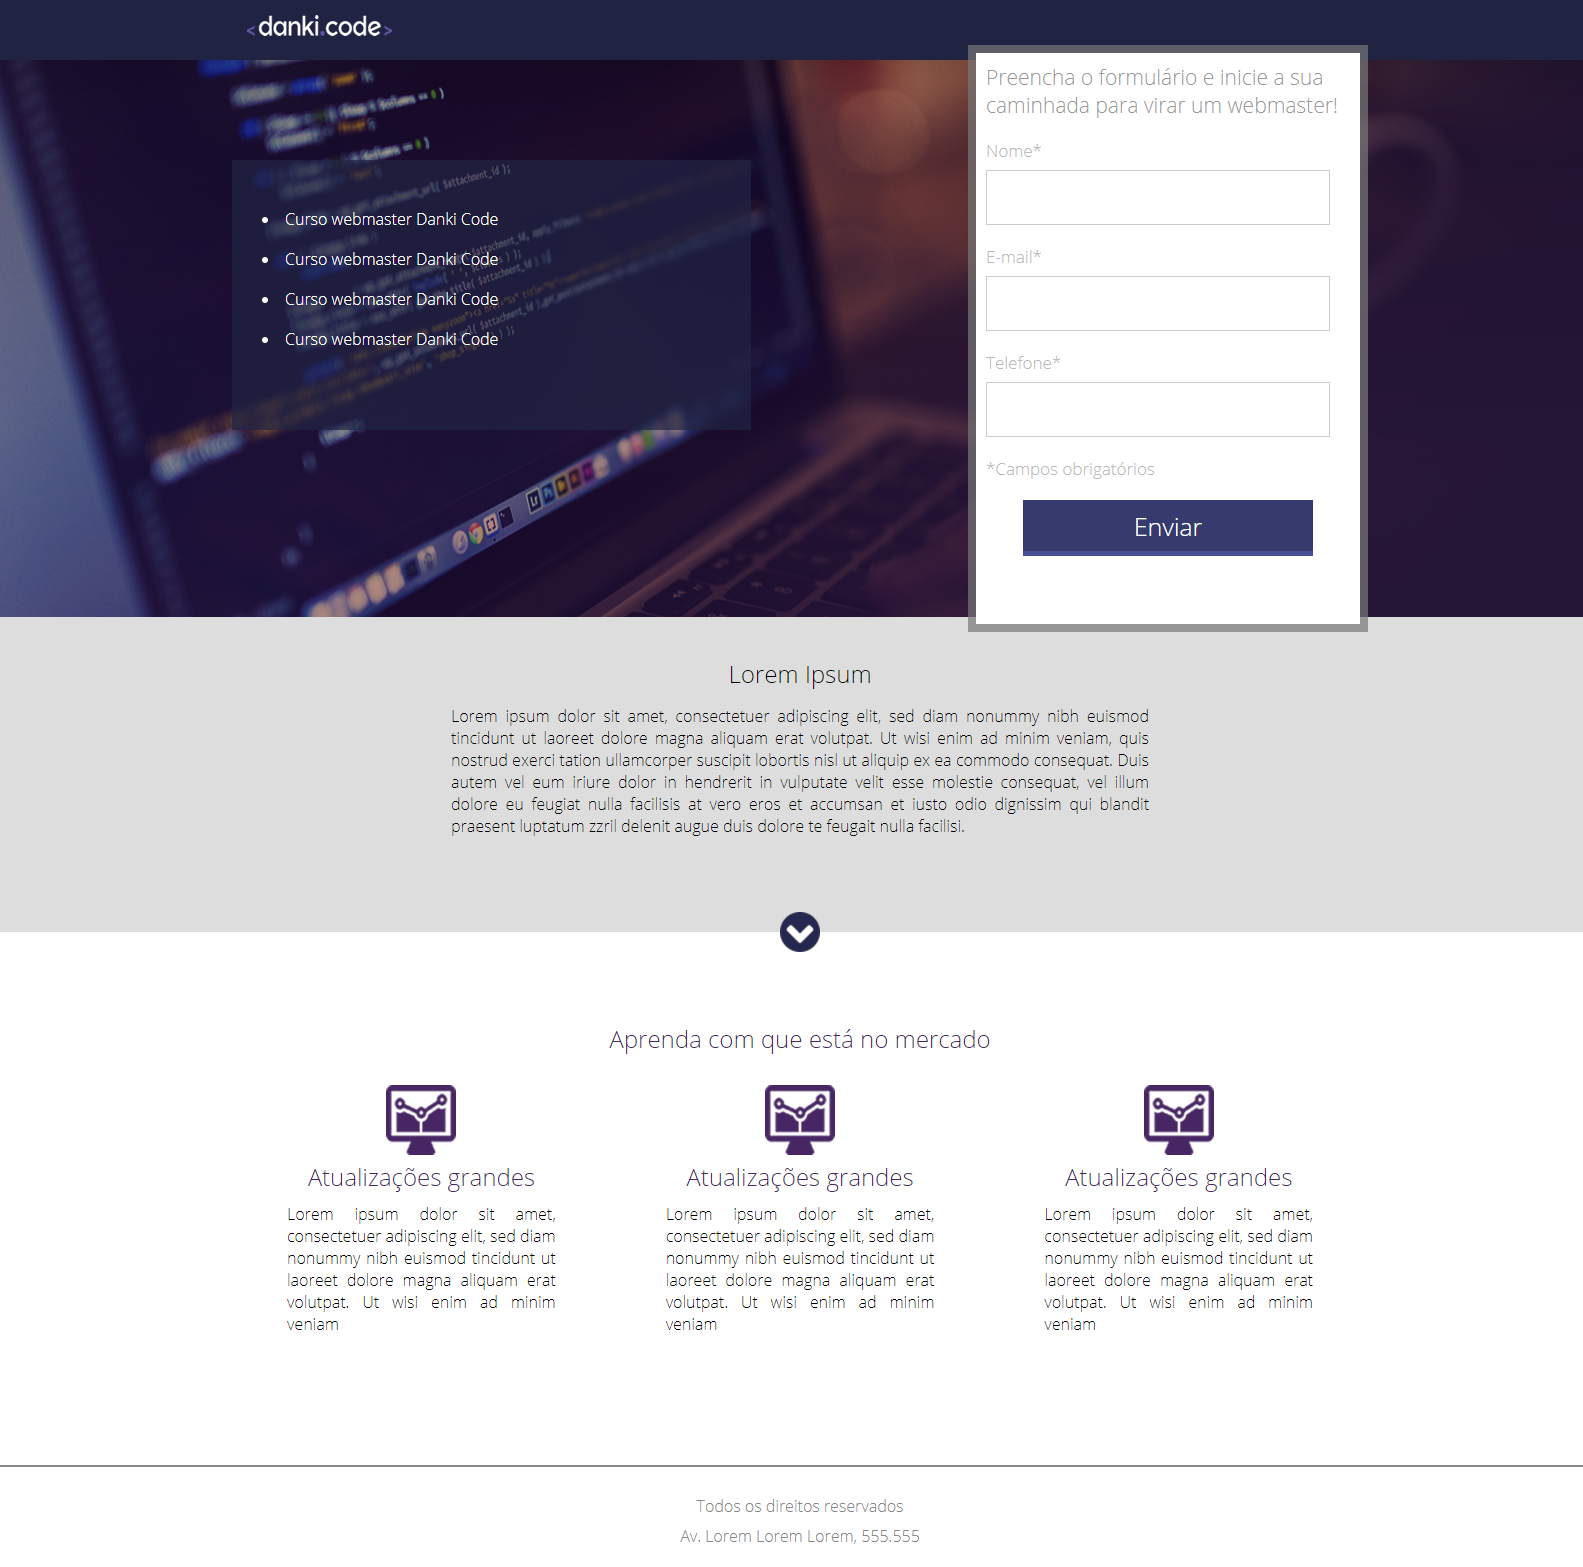 <danki.code>
Preencha o formulário e inicie a sua
caminhada para virar um webmaster!
Nome*
E-mail*
Telefone*
*Campos obrigatórios
Enviar
• Curso webmaster Danki Code
• Curso webmaster Danki Code
• Curso webmaster Danki Code
• Curso webmaster Danki Code
Lorem Ipsum
Lorem ipsum dolor sit amet, consectetuer adipiscing elit, sed diam nonummy nibh euismod
tincidunt ut laoreet dolore magna aliquam erat volutpat. Ut wisi enim ad minim veniam, quis
nostrud exerci tation ullamcorper suscipit lobortis nisl ut aliquip ex ea commodo consequat. Duis
autem vel eum iriure dolor in hendrerit in vulputate velit esse molestie consequat, vel illum
dolore eu feugiat nulla facilisis at vero eros et accumsan et iusto odio dignissim qui blandit
praesent luptatum zzril delenit augue duis dolore te feugait nulla facilisi.
Aprenda com que está no mercado
Atualizações grandes
Lorem ipsum dolor sit amet,
consectetuer adipiscing elit, sed diam
nonummy nibh euismod tincidunt ut
laoreet dolore magna aliquam erat
volutpat. Ut wisi enim ad minim
veniam
Atualizações grandes
Lorem ipsum dolor sit amet,
consectetuer adipiscing elit, sed diam
nonummy nibh euismod tincidunt ut
laoreet dolore magna aliquam erat
volutpat. Ut wisi enim ad minim
veniam
Atualizações grandes
Lorem ipsum dolor sit amet,
consectetuer adipiscing elit, sed diam
nonummy nibh euismod tincidunt ut
laoreet dolore magna aliquam erat
volutpat. Ut wisi enim ad minim
veniam
Todos os direitos reservados
Av. Lorem Lorem Lorem, 555.555